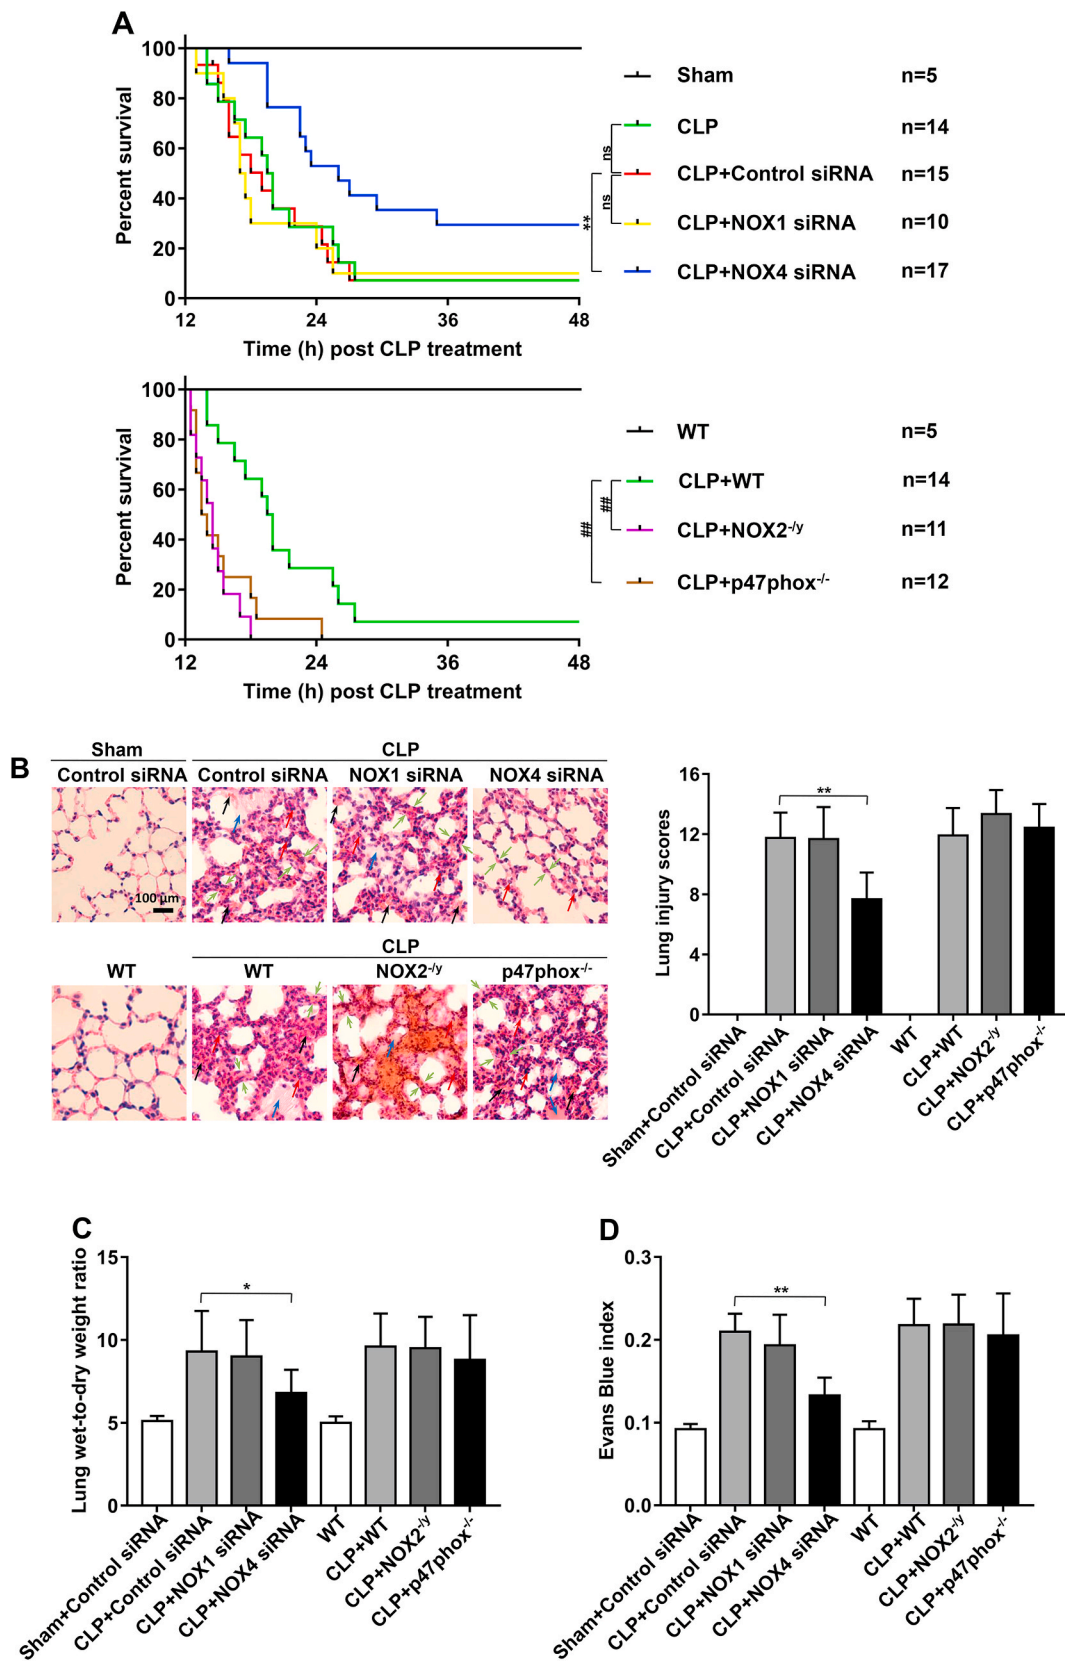 A
100
80
60
40
20
0
Percent survival
12 24 36 48
Time (h) post CLP treatment
Sham n=5
CLP n=14
CLP+Control siRNA n=15
CLP+NOX1 siRNA n=10
CLP+NOX4 siRNA n=17
ns
ns
**
100
80
60
40
20
0
Percent survival
12 24 36 48
Time (h) post CLP treatment
WT n=5
CLP+WT n=14
CLP+NOX2-/y n=11
CLP+p47phox-/- n=12
##
##
B
Sham CLP
Control siRNA Control siRNA NOX1 siRNA NOX4 siRNA
100 μm
CLP
WT WT NOX2-/y p47phox-/-
16
12
8
4
0
Lung injury scores
**
Sham+Control siRNA
CLP+Control siRNA
CLP+NOX1 siRNA
CLP+NOX4 siRNA
WT
CLP+WT
CLP+NOX2-/y
CLP+p47phox-/-
C
15
10
5
0
Lung wet-to-dry weight ratio
*
Sham+Control siRNA
CLP+Control siRNA
CLP+NOX1 siRNA
CLP+NOX4 siRNA
WT
CLP+WT
CLP+NOX2-/y
CLP+p47phox-/-
D
0.3
0.2
0.1
0.0
Evans Blue index
**
Sham+Control siRNA
CLP+Control siRNA
CLP+NOX1 siRNA
CLP+NOX4 siRNA
WT
CLP+WT
CLP+NOX2-/y
CLP+p47phox-/-